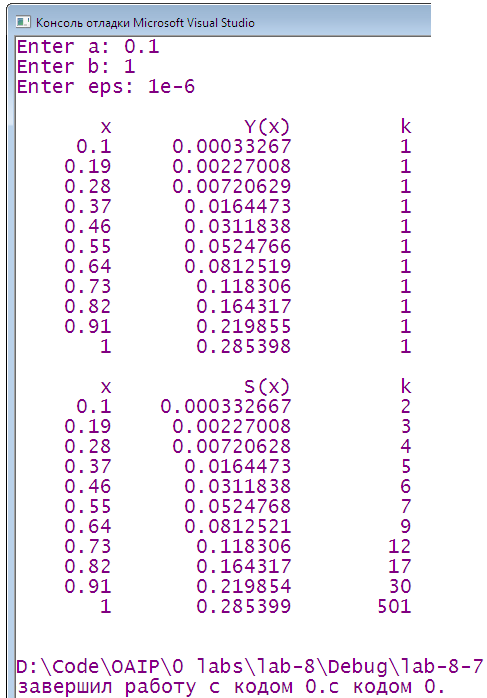 Консоль отладки Microsoft Visual Studio
Enter a: 0.1
Enter b: 1
Enter eps: 1e-6
x Y(x) k
0.1 0.00033267 1
0.19 0.00227008 1
0.28 0.00720629 1
0.37 0.0164473 1
0.46 0.0311838 1
0.55 0.0524766 1
0.64 0.0812519 1
0.73 0.118306 1
0.82 0.164317 1
0.91 0.219855 1
1 0.285398 1
x S(x) k
0.1 0.000332667 2
0.19 0.00227008 3
0.28 0.00720628 4
0.37 0.0164473 5
0.46 0.0311838 6
0.55 0.0524768 7
0.64 0.0812521 9
0.73 0.118306 12
0.82 0.164317 17
0.91 0.219854 30
1 0.285399 501
D:\Code\OAIP\0 labs\lab-8\Debug\lab-8-7
завершил работу с кодом 0.с кодом 0.